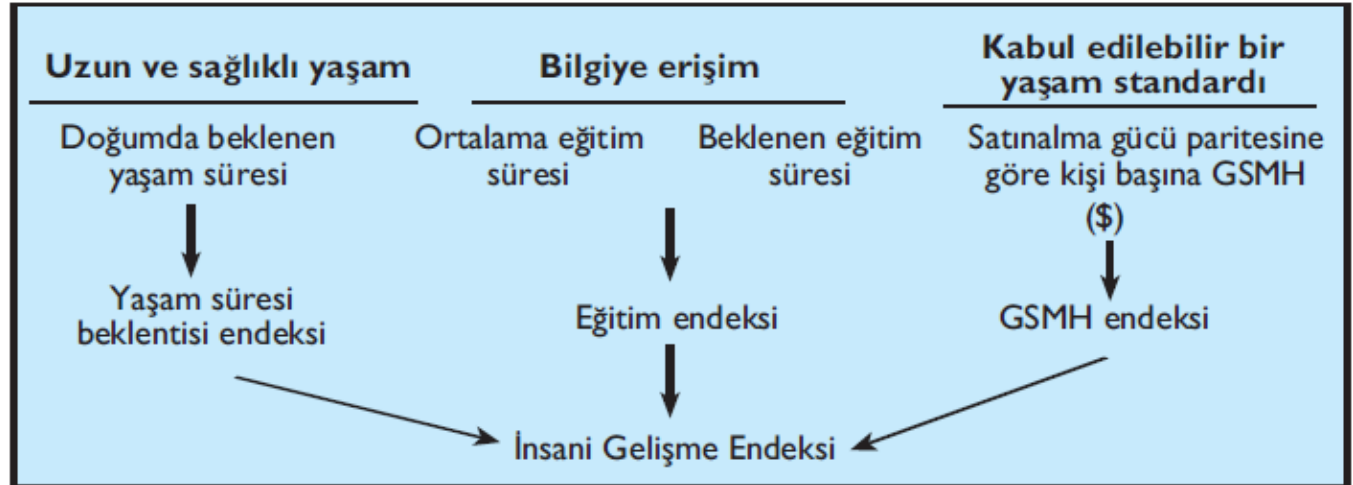 Uzun ve sağlıklı yaşam
Bilgiye erişim
Kabul edilebilir bir
yaşam standardı
Doğumda beklenen
yaşam süresi
Ortalama eğitim
süresi
Beklenen eğitim
süresi
Satınalma gücü paritesine
göre kişi başına GSMH
($)
Yaşam süresi
beklentisi endeksi
Eğitim endeksi
GSMH endeksi
İnsani Gelişme Endeksi